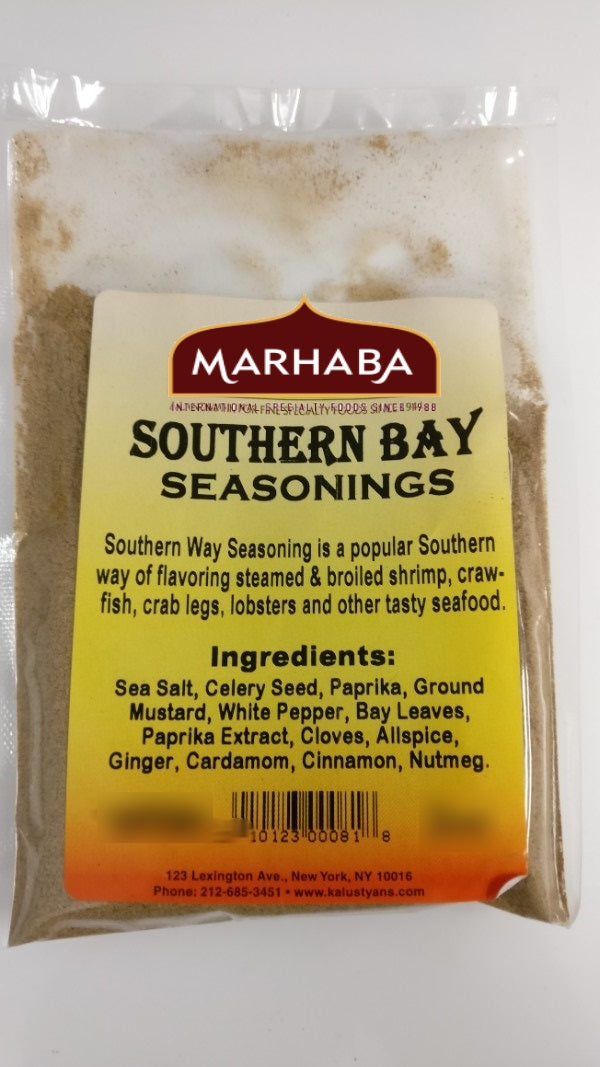 MARHABA
INTERNATIONAL SPECIALTY FOODS SINCE
SOUTHERN BAY
SEASONINGS
Southern Way Seasoning is a popular Southern
way of flavoring steamed & broiled shrimp, craw-
fish, crab legs, lobsters and other tasty seafood.
Ingredients:
Sea Salt, Celery Seed, Paprika, Ground
Mustard, White Pepper, Bay Leaves,
Paprika Extract, Cloves, Allspice,
Ginger, Cardamom, Cinnamon, Nutmeg.
10123 00081 8
123 Lexington Ave., New York, NY 10016
Phone: 212-685-3451 • www.kalustyans.com